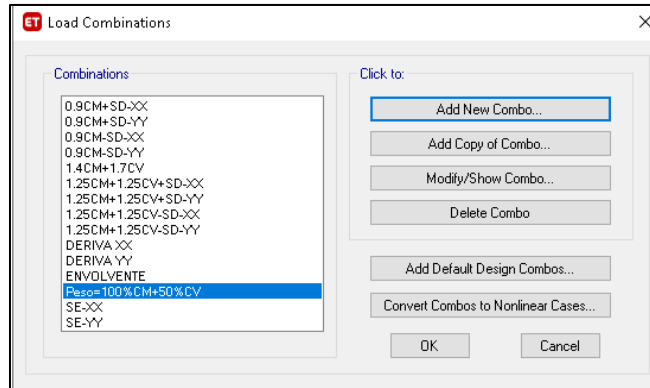 ET Load Combinations
Combinations
0.9CM+SD-XX
0.9CM+SD-YY
0.9CM-SD-XX
0.9CM-SD-YY
1.4CM+1.7CV
1.25CM+1.25CV+SD-XX
1.25CM+1.25CV+SD-YY
1.25CM+1.25CV-SD-XX
1.25CM+1.25CV-SD-YY
DERIVA XX
DERIVA YY
ENVOLVENTE
Peso=100%CM+50%CV
SE-XX
SE-YY
Click to:
Add New Combo...
Add Copy of Combo...
Modify/Show Combo...
Delete Combo
Add Default Design Combos...
Convert Combos to Nonlinear Cases...
OK
Cancel